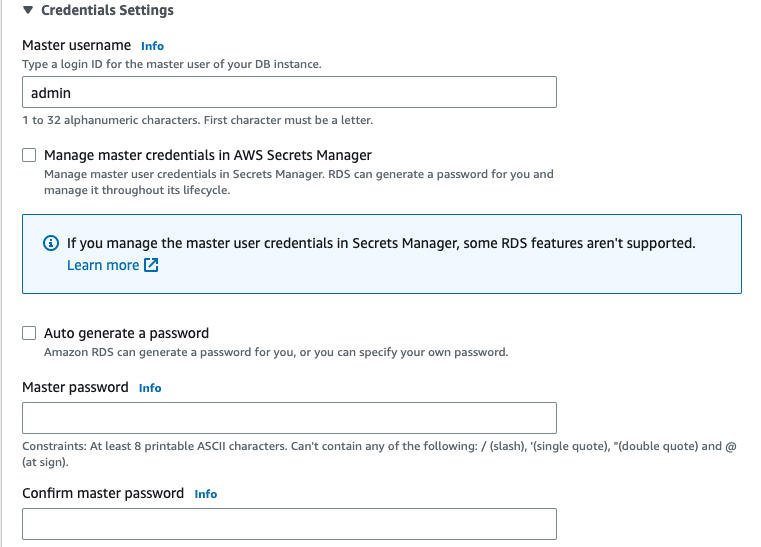 Credentials Settings
Master username Info
Type a login ID for the master user of your DB instance.
admin
1 to 32 alphanumeric characters. First character must be a letter.
Manage master credentials in AWS Secrets Manager
Manage master user credentials in Secrets Manager. RDS can generate a password for you and
manage it throughout its lifecycle.
If you manage the master user credentials in Secrets Manager, some RDS features aren't supported.
Learn more
Auto generate a password
Amazon RDS can generate a password for you, or you can specify your own password.
Master password Info
Constraints: At least 8 printable ASCII characters. Can't contain any of the following: / (slash), '(single quote), "(double quote) and @
(at sign).
Confirm master password Info